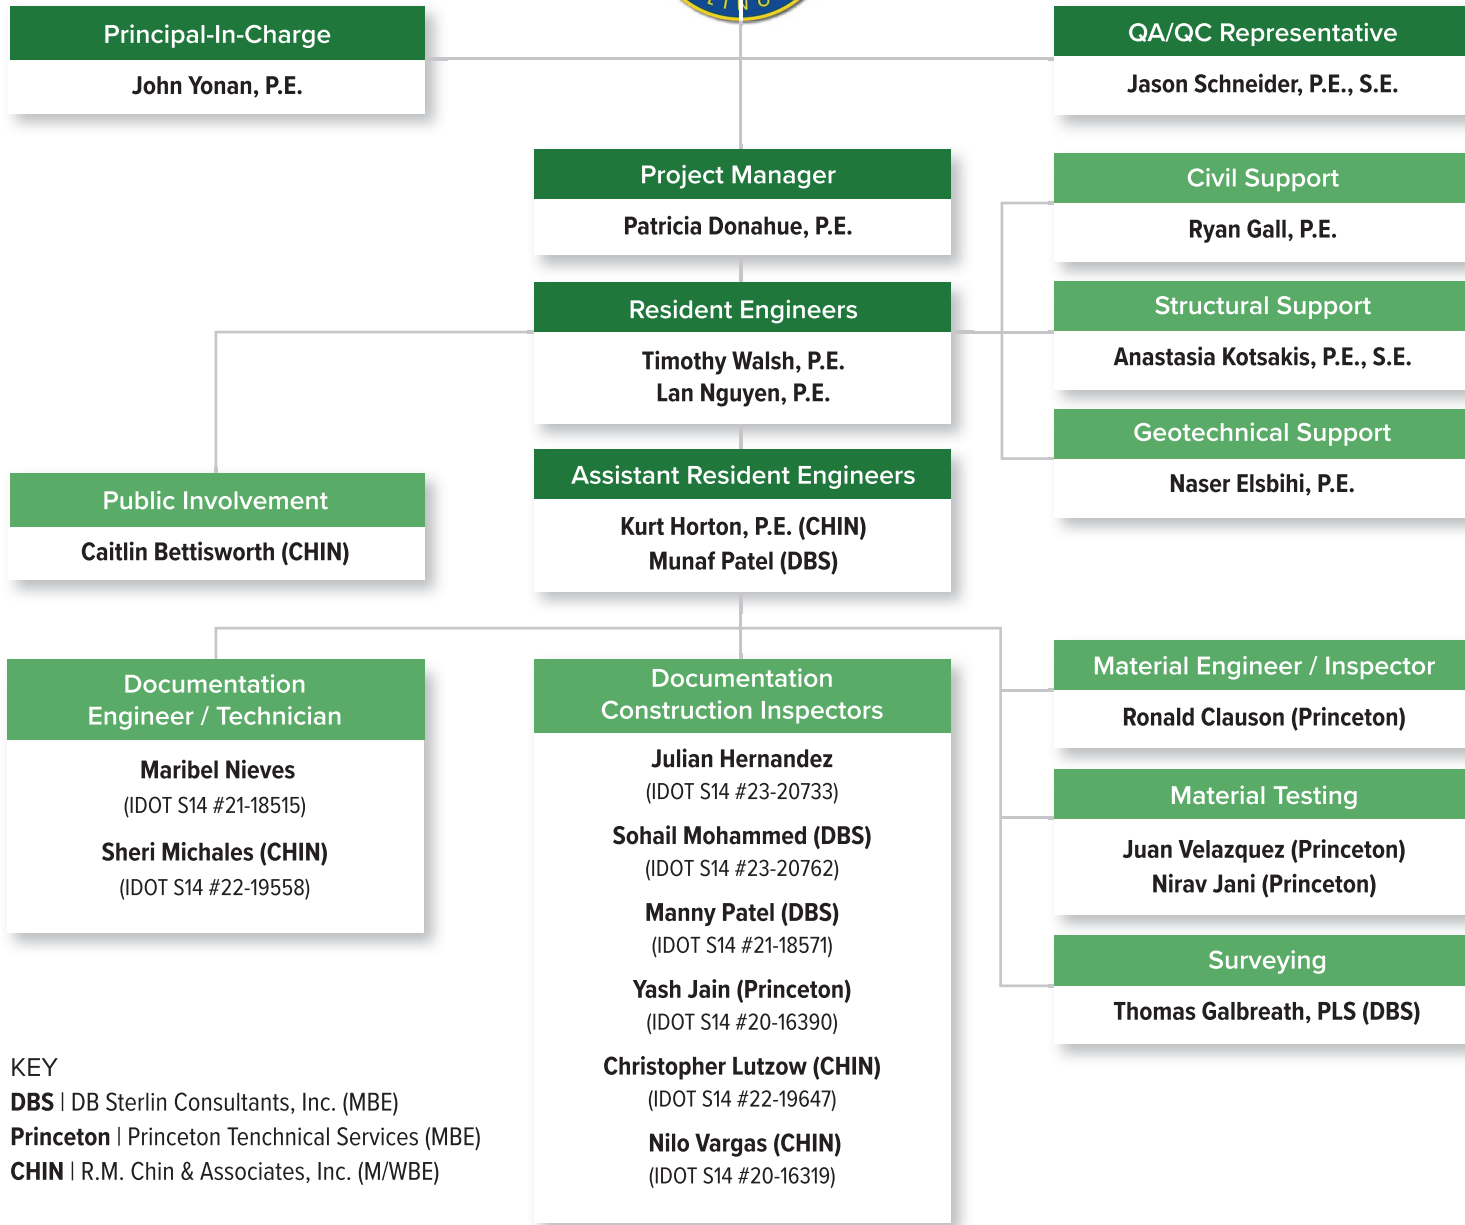 LINO
Principal-In-Charge
John Yonan, P.E.
QA/QC Representative
Jason Schneider, P.E., S.E.
Project Manager
Patricia Donahue, P.E.
Civil Support
Ryan Gall, P.E.
Resident Engineers
Timothy Walsh, P.E.
Lan Nguyen, P.E.
Structural Support
Anastasia Kotsakis, P.E., S.E.
Geotechnical Support
Naser Elsbihi, P.E.
Public Involvement
Caitlin Bettisworth (CHIN)
Assistant Resident Engineers
Kurt Horton, P.E. (CHIN)
Munaf Patel (DBS)
Documentation
Engineer / Technician
Maribel Nieves
(IDOT S14 #21-18515)
Sheri Michales (CHIN)
(IDOT S14 #22-19558)
Documentation
Construction Inspectors
Julian Hernandez
(IDOT S14 #23-20733)
Sohail Mohammed (DBS)
(IDOT S14 #23-20762)
Manny Patel (DBS)
(IDOT S14 #21-18571)
Yash Jain (Princeton)
(IDOT S14 #20-16390)
Christopher Lutzow (CHIN)
(IDOT S14 #22-19647)
Nilo Vargas (CHIN)
(IDOT S14 #20-16319)
Material Engineer / Inspector
Ronald Clauson (Princeton)
Material Testing
Juan Velazquez (Princeton)
Nirav Jani (Princeton)
Surveying
Thomas Galbreath, PLS (DBS)
KEY
DBS | DB Sterlin Consultants, Inc. (MBE)
Princeton | Princeton Tenchnical Services (MBE)
CHIN | R.M. Chin & Associates, Inc. (M/WBE)